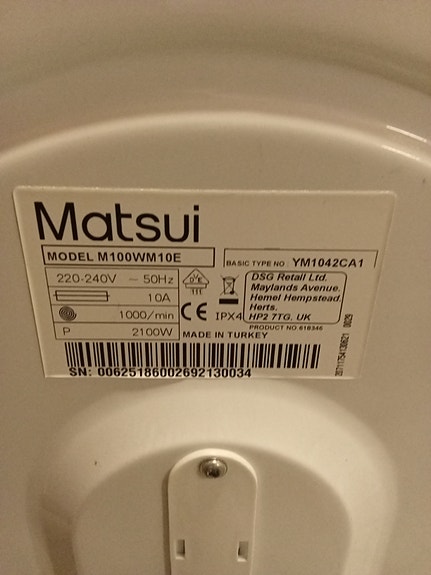 Matsui
MODEL M100WM10E
BASIC TYPE NO : YM1042CA1
220-240V ~ 50Hz
10A
1000/min
P 2100W
CE IPX4
DSG Retail Ltd.
Maylands Avenue,
Hemel Hempstead,
Herts,
HP2 7TG. UK
PRODUCT NO.618346
MADE IN TURKEY
SN: 00625186002692130034